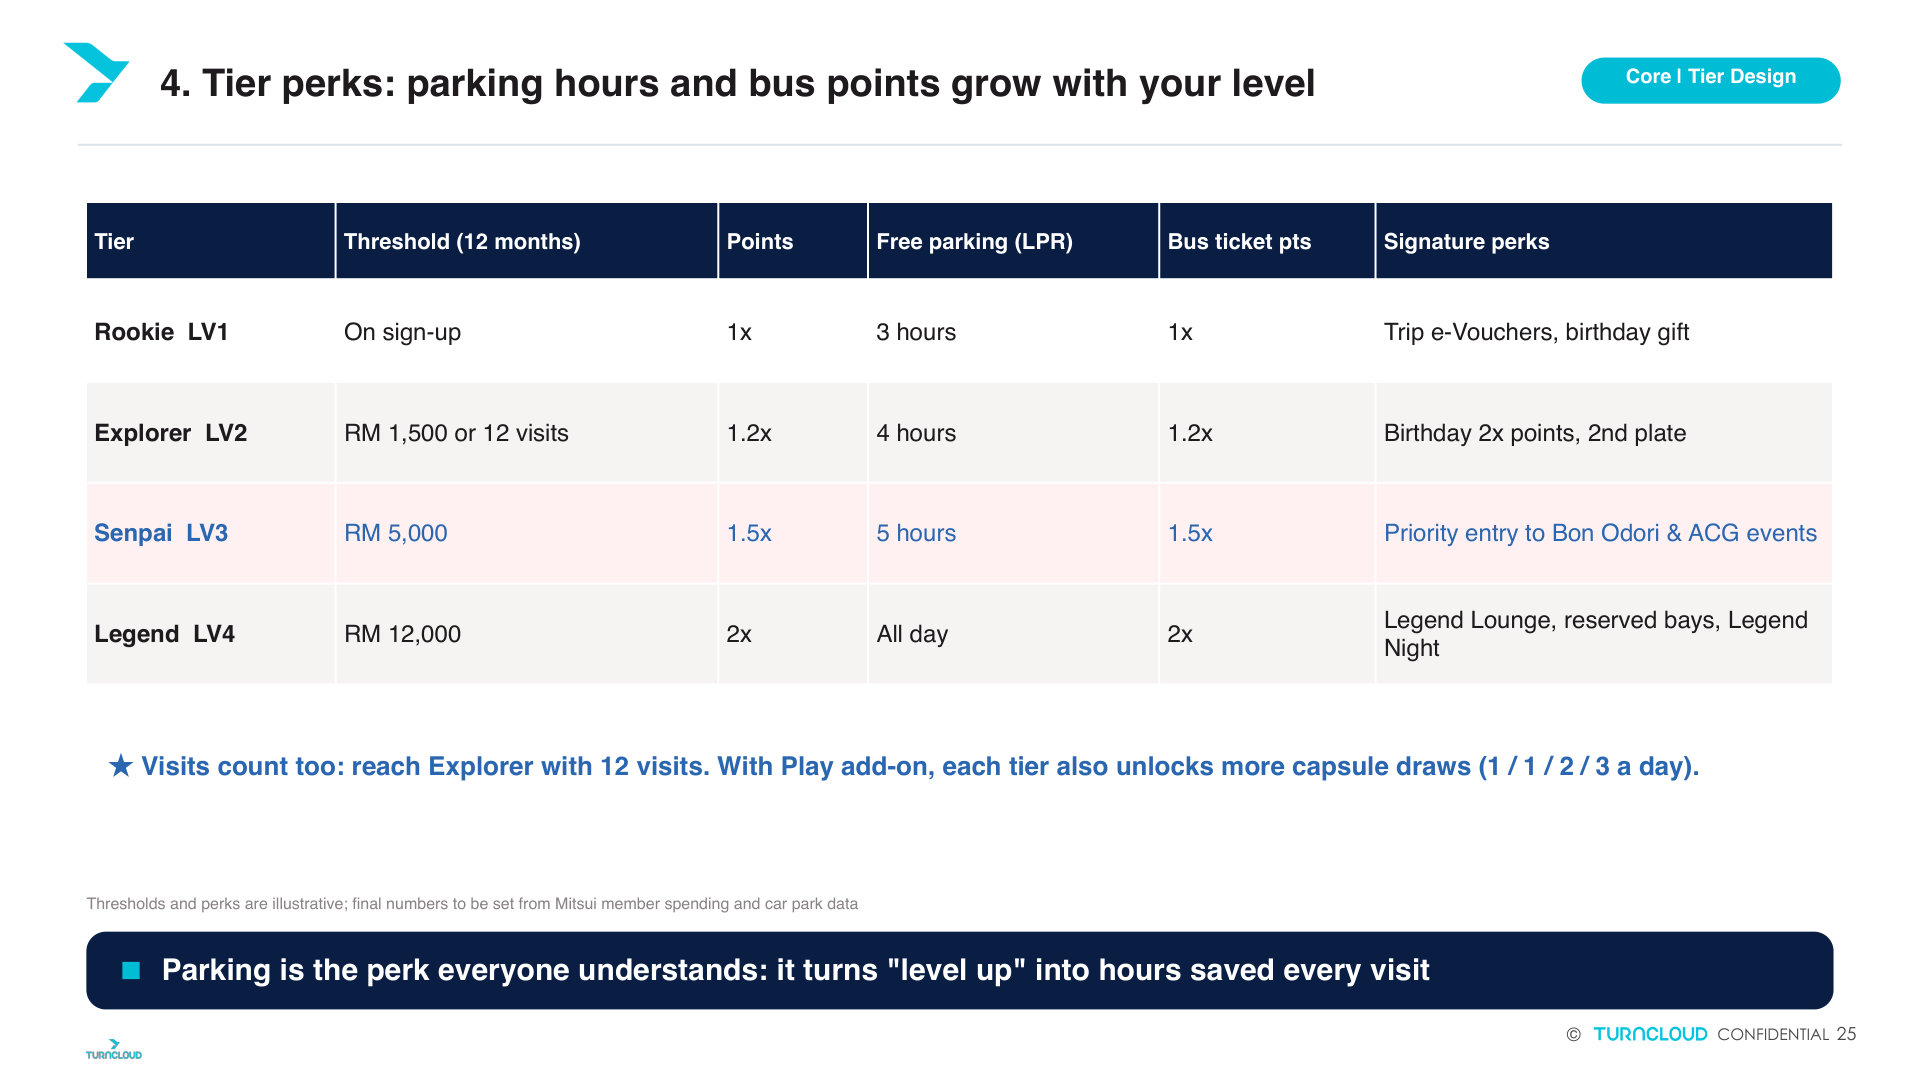 4. Tier perks: parking hours and bus points grow with your level
Core | Tier Design
Tier Threshold (12 months) Points Free parking (LPR) Bus ticket pts Signature perks
Rookie LV1 On sign-up 1x 3 hours 1x Trip e-Vouchers, birthday gift
Explorer LV2 RM 1,500 or 12 visits 1.2x 4 hours 1.2x Birthday 2x points, 2nd plate
Senpai LV3 RM 5,000 1.5x 5 hours 1.5x Priority entry to Bon Odori & ACG events
Legend LV4 RM 12,000 2x All day 2x Legend Lounge, reserved bays, Legend
Night
★ Visits count too: reach Explorer with 12 visits. With Play add-on, each tier also unlocks more capsule draws (1 / 1 / 2 / 3 a day).
Thresholds and perks are illustrative; final numbers to be set from Mitsui member spending and car park data
Parking is the perk everyone understands: it turns "level up" into hours saved every visit
© TURNCLOUD CONFIDENTIAL 25
TURNCLOUD